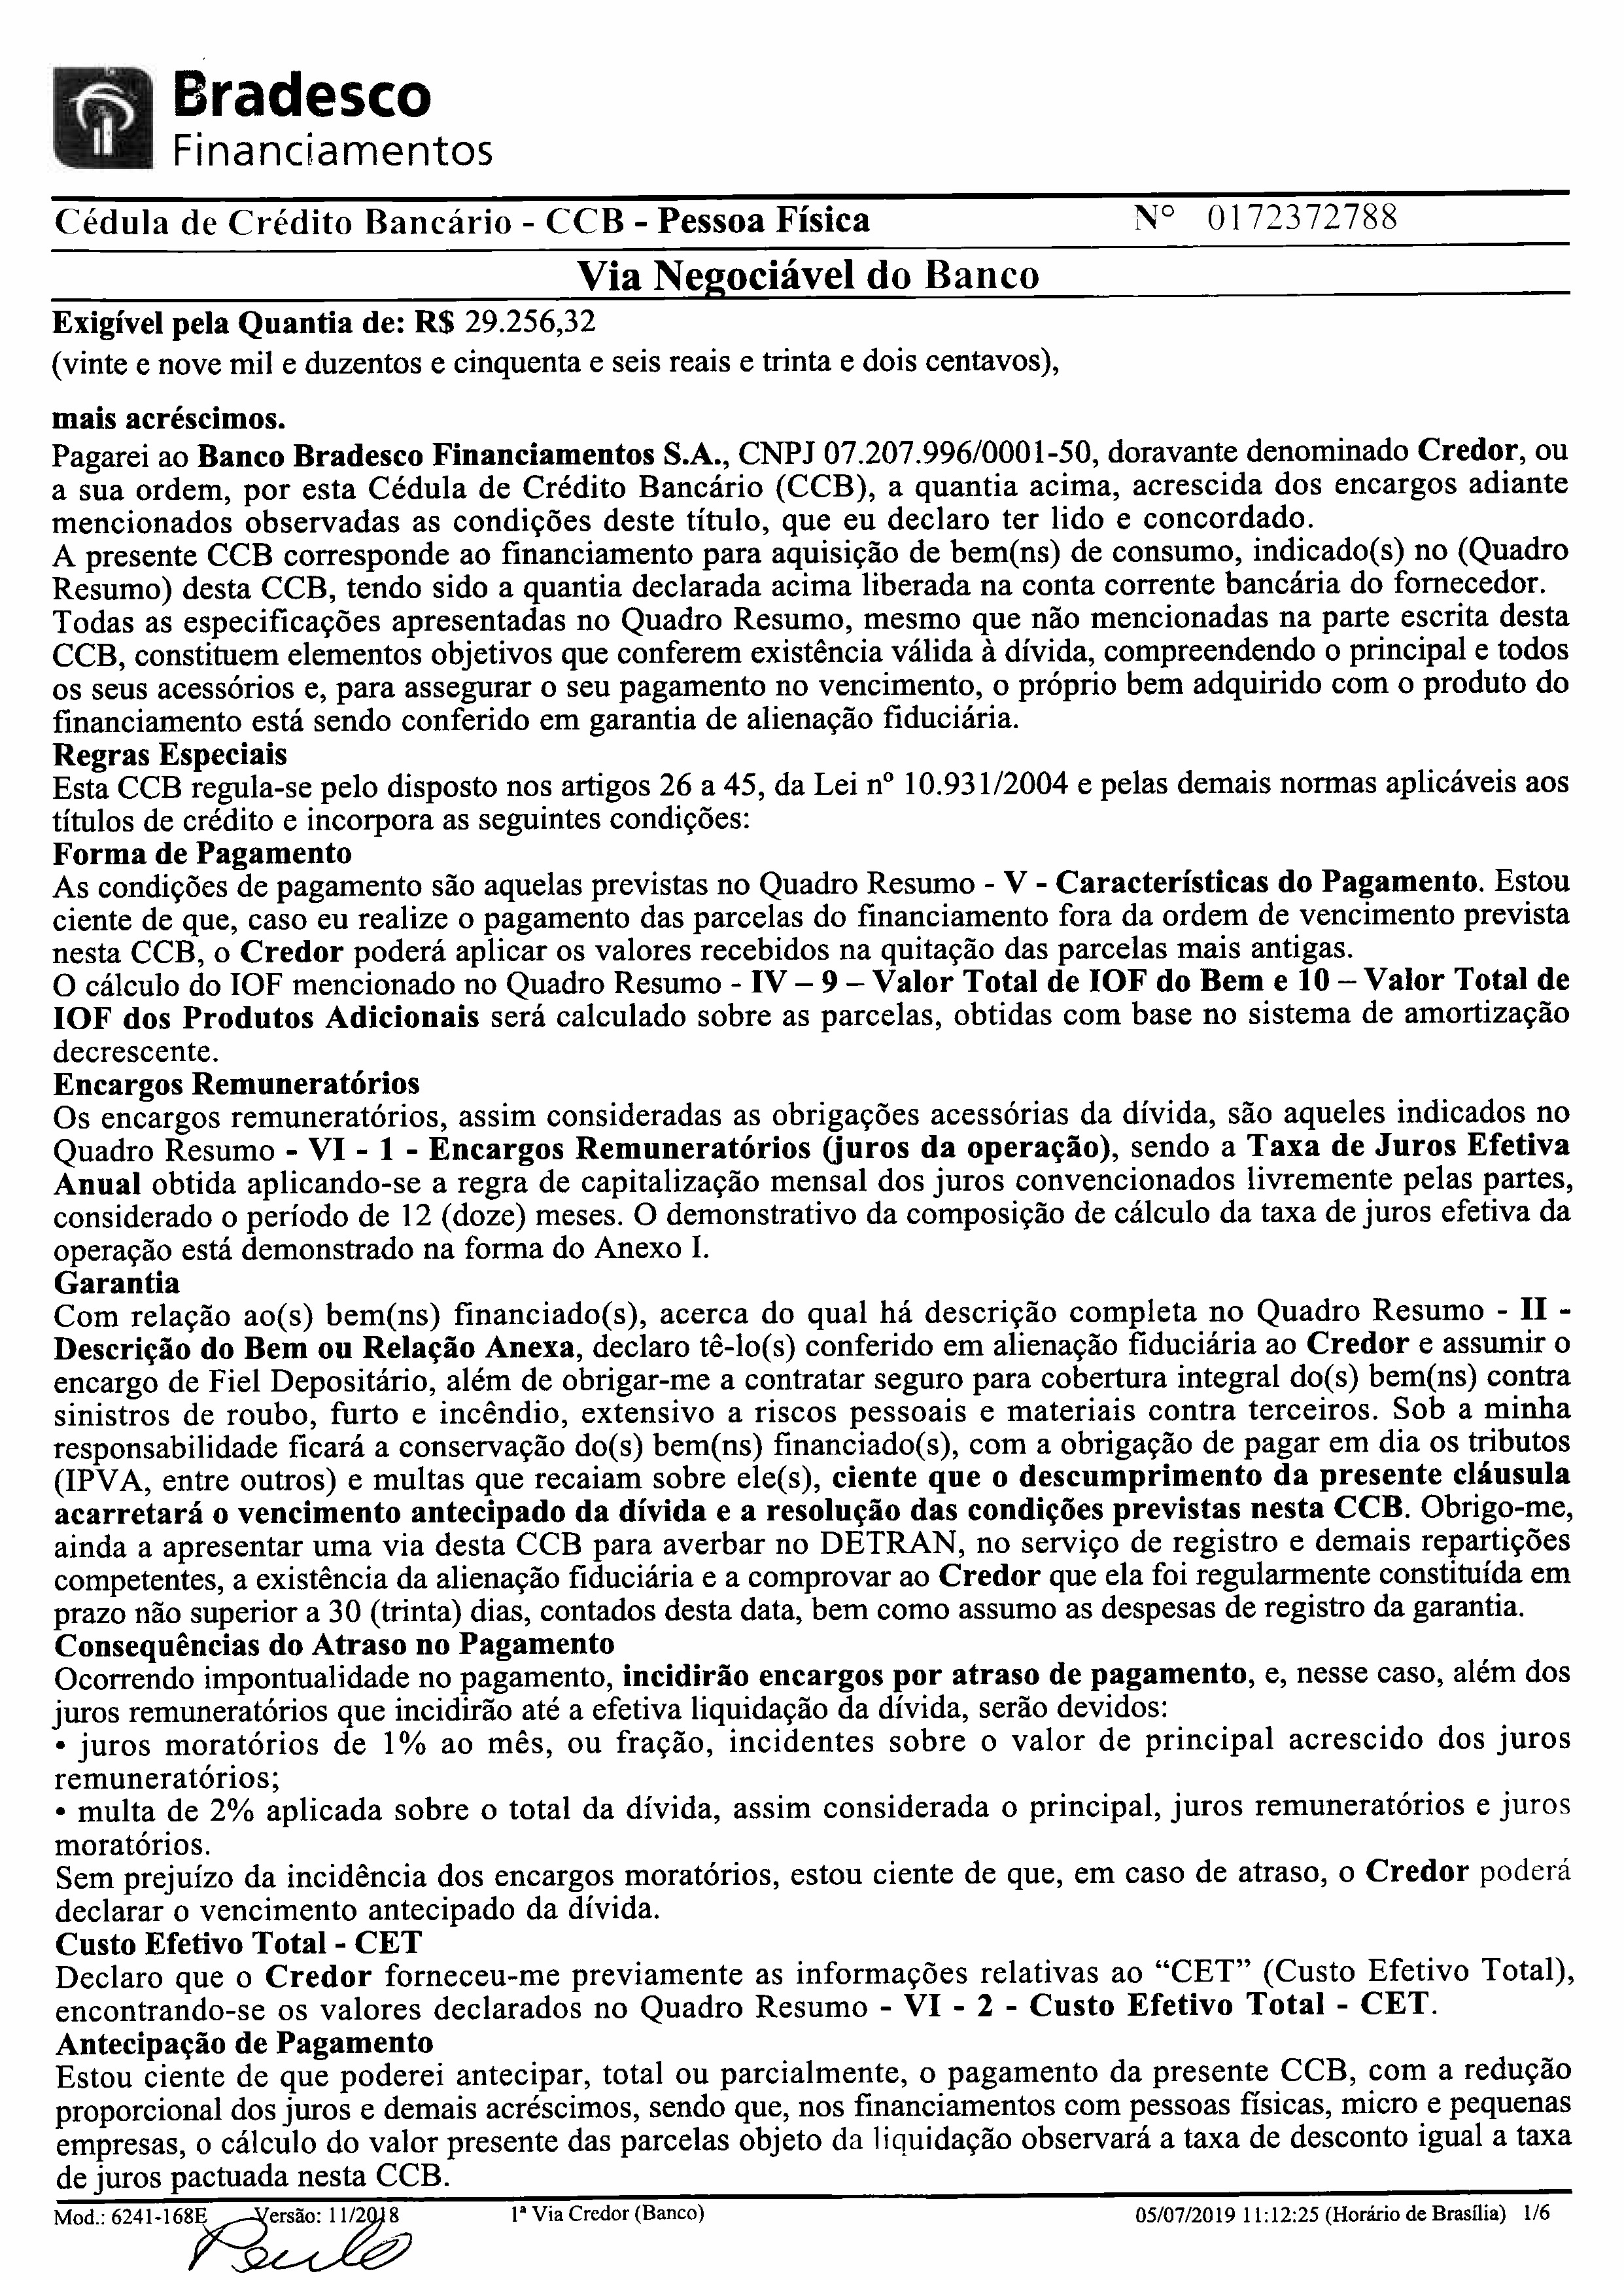 Bradesco
Financiamentos
Cédula de Crédito Bancário - CCB - Pessoa Física Nº 0172372788
Via Negociável do Banco
Exigível pela Quantia de: R$ 29.256,32
(vinte e nove mil e duzentos e cinquenta e seis reais e trinta e dois centavos),
mais acréscimos.
Pagarei ao Banco Bradesco Financiamentos S.A., CNPJ 07.207.996/0001-50, doravante denominado Credor, ou
a sua ordem, por esta Cédula de Crédito Bancário (CCB), a quantia acima, acrescida dos encargos adiante
mencionados observadas as condições deste título, que eu declaro ter lido e concordado.
A presente CCB corresponde ao financiamento para aquisição de bem(ns) de consumo, indicado(s) no (Quadro
Resumo) desta CCB, tendo sido a quantia declarada acima liberada na conta corrente bancária do fornecedor.
Todas as especificações apresentadas no Quadro Resumo, mesmo que não mencionadas na parte escrita desta
CCB, constituem elementos objetivos que conferem existência válida à dívida, compreendendo o principal e todos
os seus acessórios e, para assegurar o seu pagamento no vencimento, o próprio bem adquirido com o produto do
financiamento está sendo conferido em garantia de alienação fiduciária.
Regras Especiais
Esta CCB regula-se pelo disposto nos artigos 26 a 45, da Lei nº 10.931/2004 e pelas demais normas aplicáveis aos
títulos de crédito e incorpora as seguintes condições:
Forma de Pagamento
As condições de pagamento são aquelas previstas no Quadro Resumo - V - Características do Pagamento. Estou
ciente de que, caso eu realize o pagamento das parcelas do financiamento fora da ordem de vencimento prevista
nesta CCB, o Credor poderá aplicar os valores recebidos na quitação das parcelas mais antigas.
O cálculo do IOF mencionado no Quadro Resumo - IV – 9 – Valor Total de IOF do Bem e 10 – Valor Total de
IOF dos Produtos Adicionais será calculado sobre as parcelas, obtidas com base no sistema de amortização
decrescente.
Encargos Remuneratórios
Os encargos remuneratórios, assim consideradas as obrigações acessórias da dívida, são aqueles indicados no
Quadro Resumo - VI - 1 - Encargos Remuneratórios (juros da operação), sendo a Taxa de Juros Efetiva
Anual obtida aplicando-se a regra de capitalização mensal dos juros convencionados livremente pelas partes,
considerado o período de 12 (doze) meses. O demonstrativo da composição de cálculo da taxa de juros efetiva da
operação está demonstrado na forma do Anexo I.
Garantia
Com relação ao(s) bem(ns) financiado(s), acerca do qual há descrição completa no Quadro Resumo - II -
Descrição do Bem ou Relação Anexa, declaro tê-lo(s) conferido em alienação fiduciária ao Credor e assumir o
encargo de Fiel Depositário, além de obrigar-me a contratar seguro para cobertura integral do(s) bem(ns) contra
sinistros de roubo, furto e incêndio, extensivo a riscos pessoais e materiais contra terceiros. Sob a minha
responsabilidade ficará a conservação do(s) bem(ns) financiado(s), com a obrigação de pagar em dia os tributos
(IPVA, entre outros) e multas que recaiam sobre ele(s), ciente que o descumprimento da presente cláusula
acarretará o vencimento antecipado da dívida e a resolução das condições previstas nesta CCB. Obrigo-me,
ainda a apresentar uma via desta CCB para averbar no DETRAN, no serviço de registro e demais repartições
competentes, a existência da alienação fiduciária e a comprovar ao Credor que ela foi regularmente constituída em
prazo não superior a 30 (trinta) dias, contados desta data, bem como assumo as despesas de registro da garantia.
Consequências do Atraso no Pagamento
Ocorrendo impontualidade no pagamento, incidirão encargos por atraso de pagamento, e, nesse caso, além dos
juros remuneratórios que incidirão até a efetiva liquidação da dívida, serão devidos:
• juros moratórios de 1% ao mês, ou fração, incidentes sobre o valor de principal acrescido dos juros
remuneratórios;
• multa de 2% aplicada sobre o total da dívida, assim considerada o principal, juros remuneratórios e juros
moratórios.
Sem prejuízo da incidência dos encargos moratórios, estou ciente de que, em caso de atraso, o Credor poderá
declarar o vencimento antecipado da dívida.
Custo Efetivo Total - CET
Declaro que o Credor forneceu-me previamente as informações relativas ao “CET” (Custo Efetivo Total),
encontrando-se os valores declarados no Quadro Resumo - VI - 2 - Custo Efetivo Total - CET.
Antecipação de Pagamento
Estou ciente de que poderei antecipar, total ou parcialmente, o pagamento da presente CCB, com a redução
proporcional dos juros e demais acréscimos, sendo que, nos financiamentos com pessoas físicas, micro e pequenas
empresas, o cálculo do valor presente das parcelas objeto da liquidação observará a taxa de desconto igual a taxa
de juros pactuada nesta CCB.
Mod.: 6241-168E Versão: 11/2018 1ª Via Credor (Banco) 05/07/2019 11:12:25 (Horário de Brasília) 1/6
Paulo